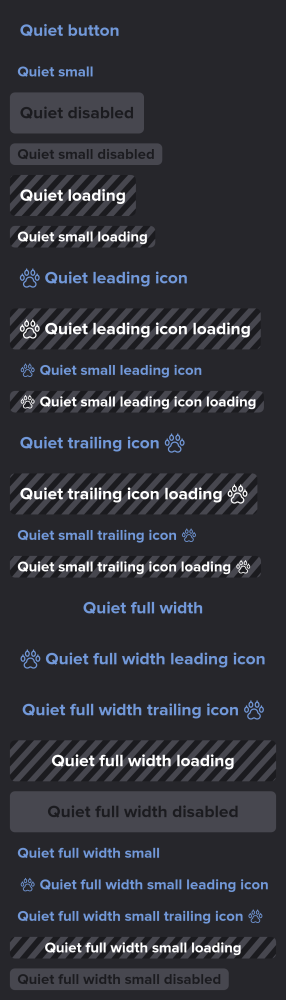 Quiet button
Quiet small
Quiet disabled
Quiet small disabled
Quiet loading
Quiet small loading
Quiet leading icon
Quiet leading icon loading
Quiet small leading icon
Quiet small leading icon loading
Quiet trailing icon
Quiet trailing icon loading
Quiet small trailing icon
Quiet small trailing icon loading
Quiet full width
Quiet full width leading icon
Quiet full width trailing icon
Quiet full width loading
Quiet full width disabled
Quiet full width small
Quiet full width small leading icon
Quiet full width small trailing icon
Quiet full width small loading
Quiet full width small disabled